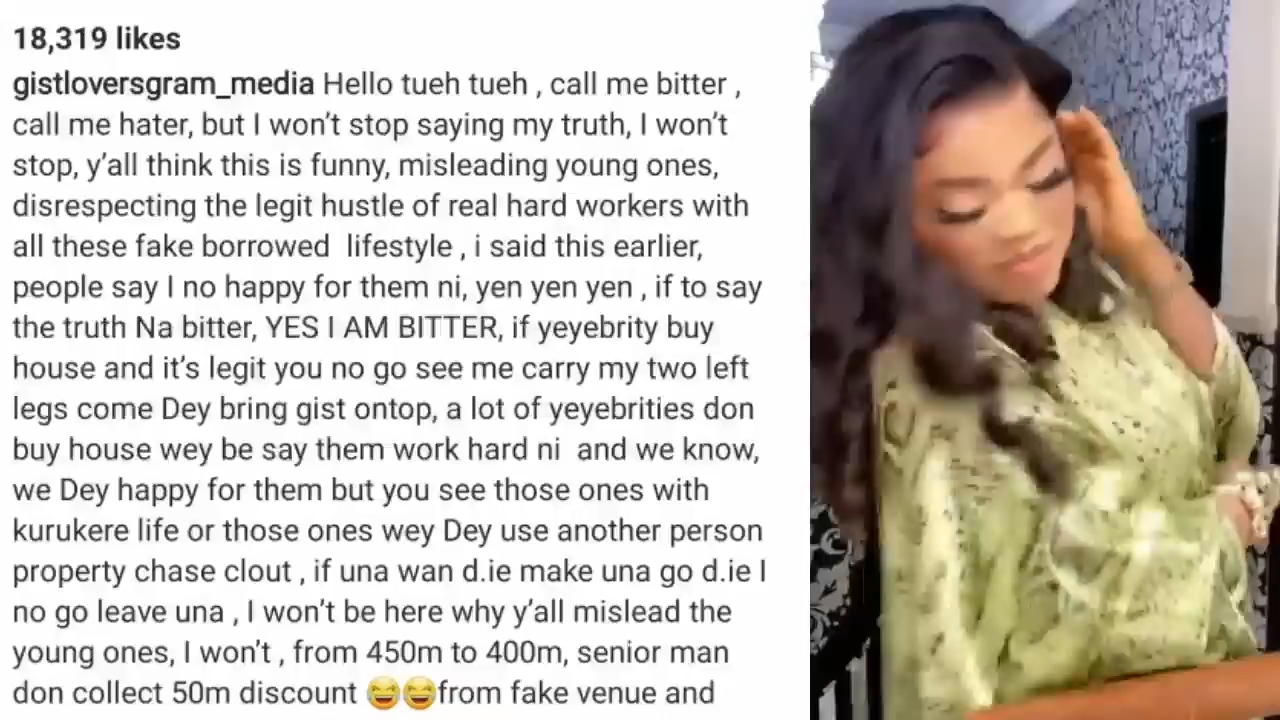 18,319 likes
gistloversgram_media Hello tueh tueh , call me bitter ,
call me hater, but I won’t stop saying my truth, I won’t
stop, y’all think this is funny, misleading young ones,
disrespecting the legit hustle of real hard workers with
all these fake borrowed lifestyle , i said this earlier,
people say I no happy for them ni, yen yen yen , if to say
the truth Na bitter, YES I AM BITTER, if yeyebrity buy
house and it’s legit you no go see me carry my two left
legs come Dey bring gist ontop, a lot of yeyebrities don
buy house wey be say them work hard ni and we know,
we Dey happy for them but you see those ones with
kurukere life or those ones wey Dey use another person
property chase clout , if una wan d.ie make una go d.ie I
no go leave una , I won’t be here why y’all mislead the
young ones, I won’t , from 450m to 400m, senior man
don collect 50m discount 😂😂from fake venue and